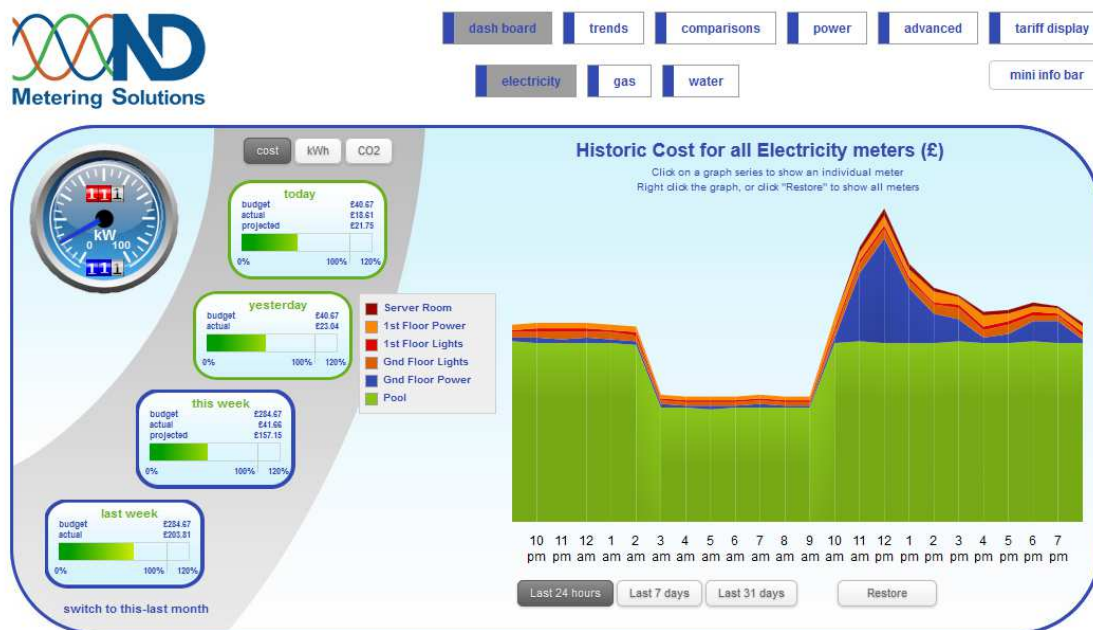 ND
Metering Solutions
dash board
trends
comparisons
power
advanced
tariff display
electricity
gas
water
mini info bar
cost
kWh
CO2
kW
0 100
Historic Cost for all Electricity meters (£)
Click on a graph series to show an individual meter
Right click the graph, or click "Restore" to show all meters
today
budget £40.67
actual £18.61
projected £21.75
0% 100% 120%
yesterday
budget £40.67
actual £23.04
0% 100% 120%
this week
budget £284.67
actual £41.66
projected £157.15
0% 100% 120%
last week
budget £284.67
actual £203.81
0% 100% 120%
switch to this-last month
Server Room
1st Floor Power
1st Floor Lights
Gnd Floor Lights
Gnd Floor Power
Pool
10 11 12 1 2 3 4 5 6 7 8 9 10 11 12 1 2 3 4 5 6 7
pm pm am am am am am am am am am am am am pm pm pm pm pm pm pm pm
Last 24 hours
Last 7 days
Last 31 days
Restore